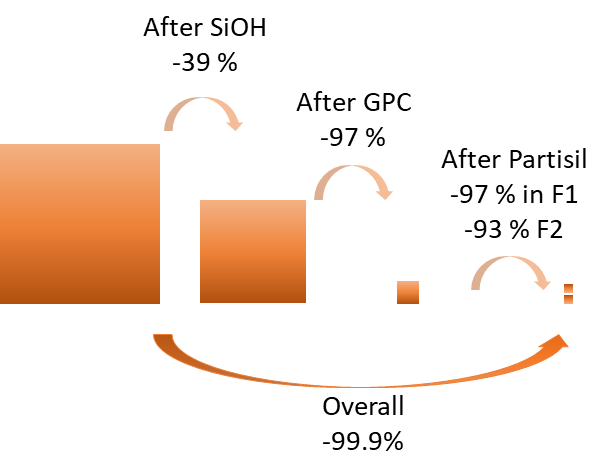 After SiOH
-39 %
After GPC
-97 %
After Partisil
-97 % in F1
-93 % F2
Overall
-99.9%